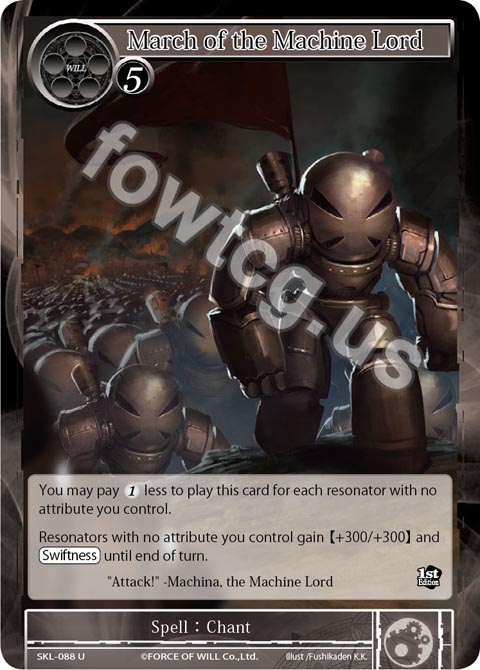 March of the Machine Lord
WILL
5
fowtcg.us
You may pay 1 less to play this card for each resonator with no
attribute you control.
Resonators with no attribute you control gain 【+300/+300】 and
Swiftness until end of turn.
"Attack!" -Machina, the Machine Lord
1st
Edition
Spell : Chant
SKL-088 U
©FORCE OF WILL Co.,Ltd.
Illust /Fushikaden K.K.